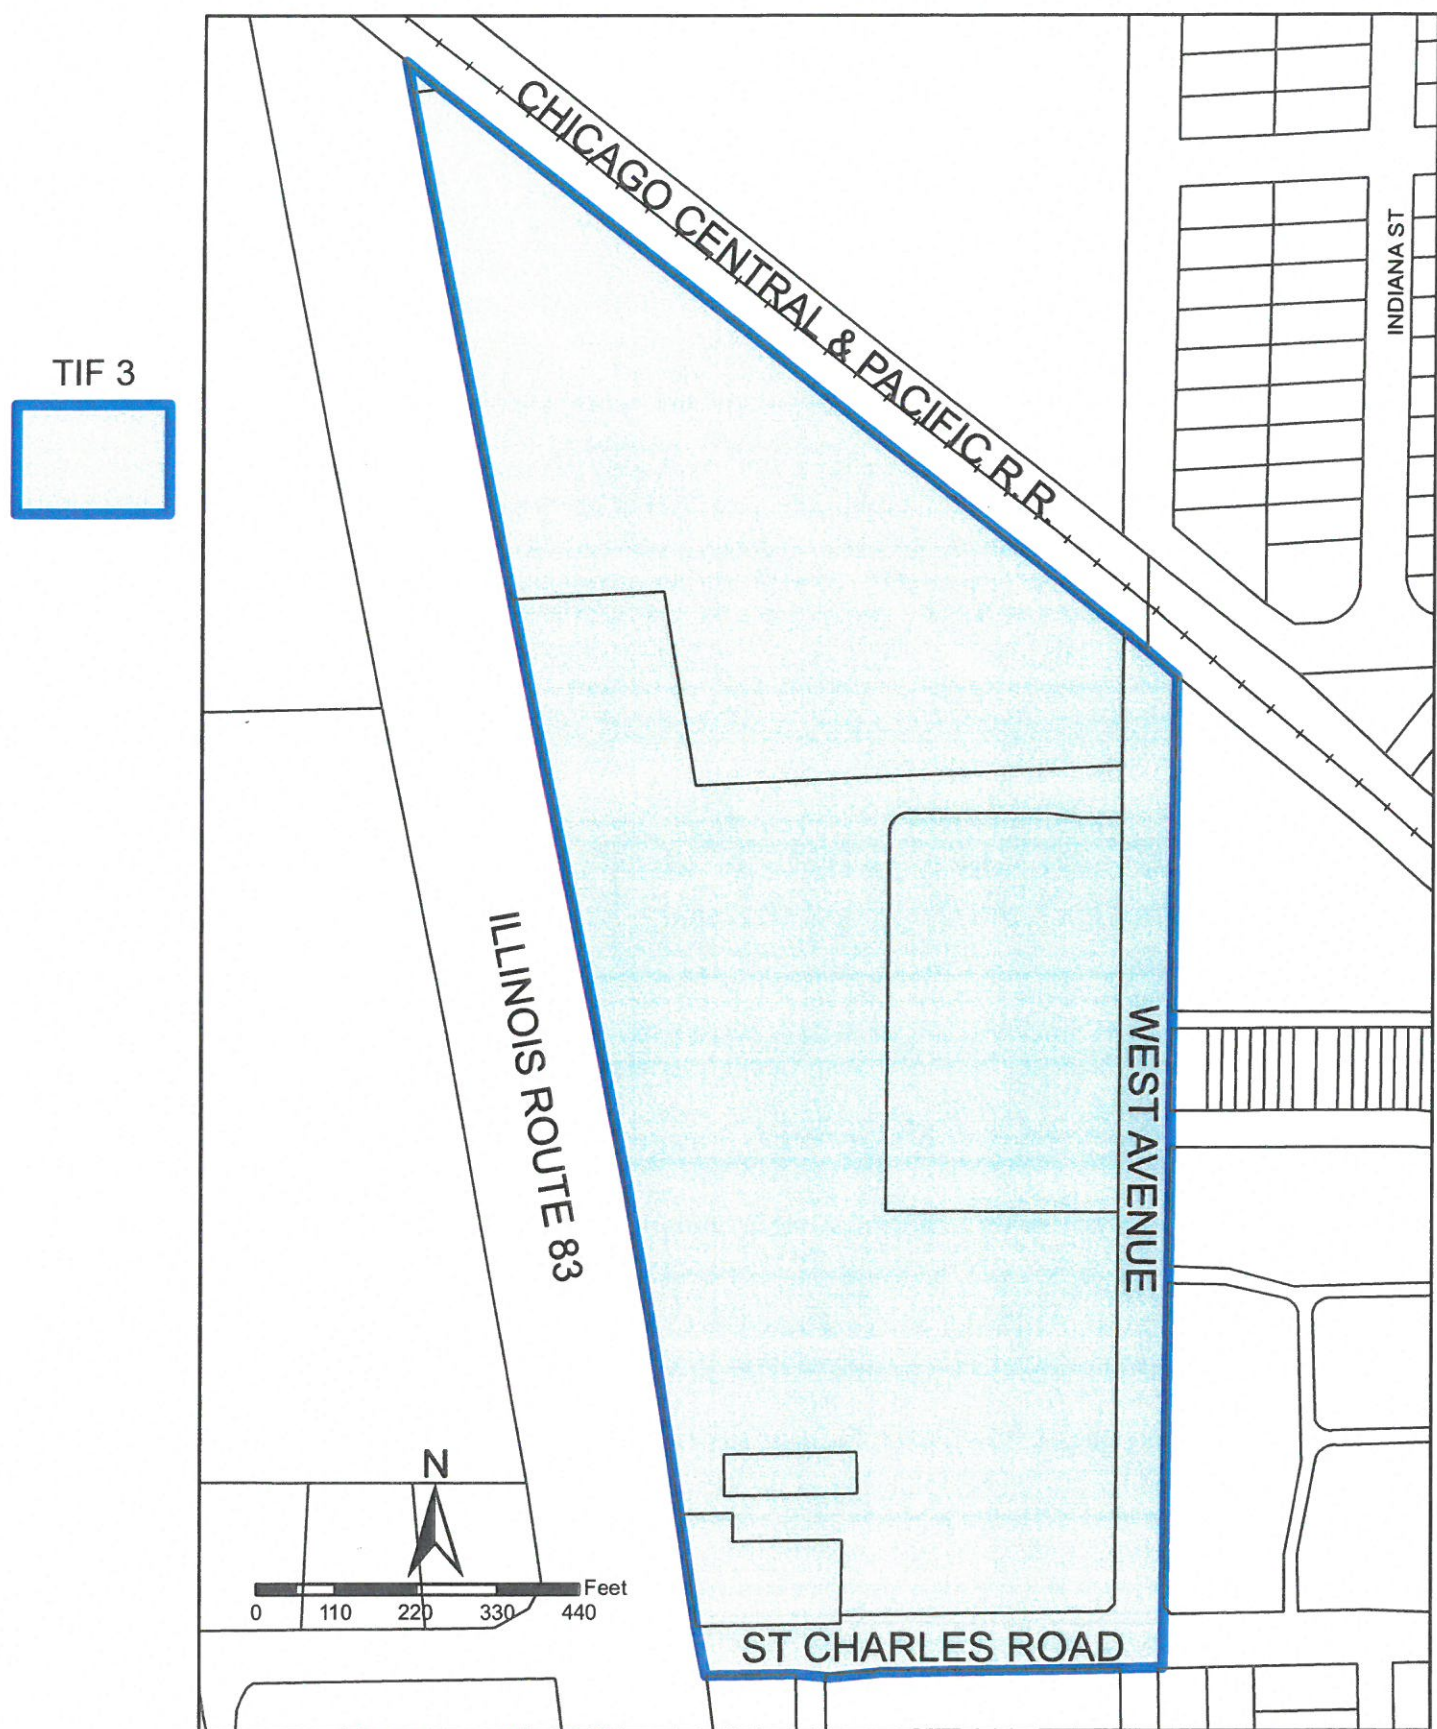 CHICAGO CENTRAL & PACIFIC R.R.
INDIANA ST
TIF 3
ILLINOIS ROUTE 83
WEST AVENUE
N
Feet
0 110 220 330 440
ST CHARLES ROAD